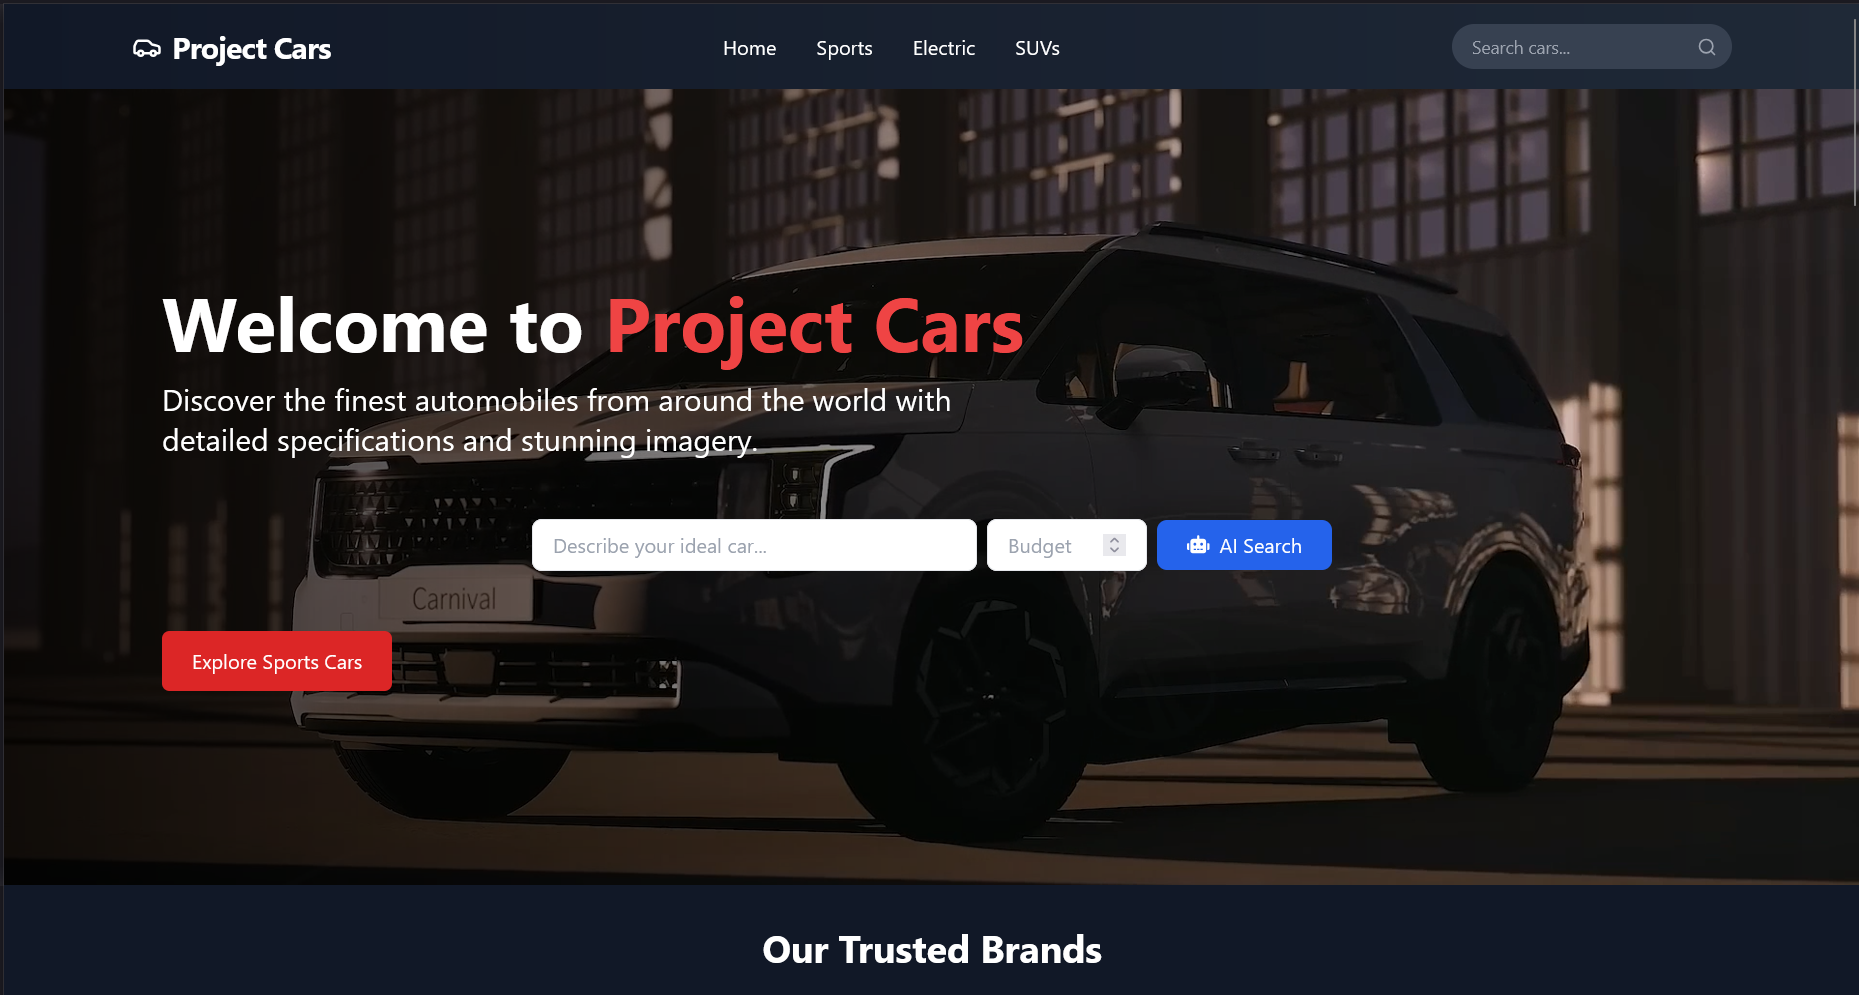 Project Cars
Home
Sports
Electric
SUVs
Search cars...
Welcome to Project Cars
Discover the finest automobiles from around the world with
detailed specifications and stunning imagery.
Describe your ideal car...
Budget
AI Search
Carnival
Explore Sports Cars
Our Trusted Brands